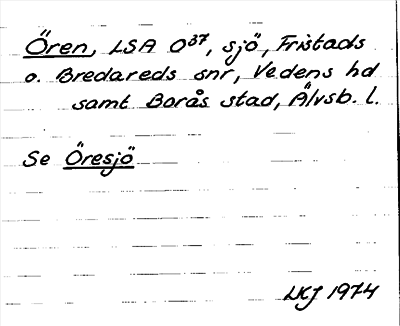 Ören, LSA O³⁷, sjö, Fristads
o. Bredareds snr, Vedens hd
samt Borås stad, Älvsb. l.
Se Öresjö
LKJ 1974